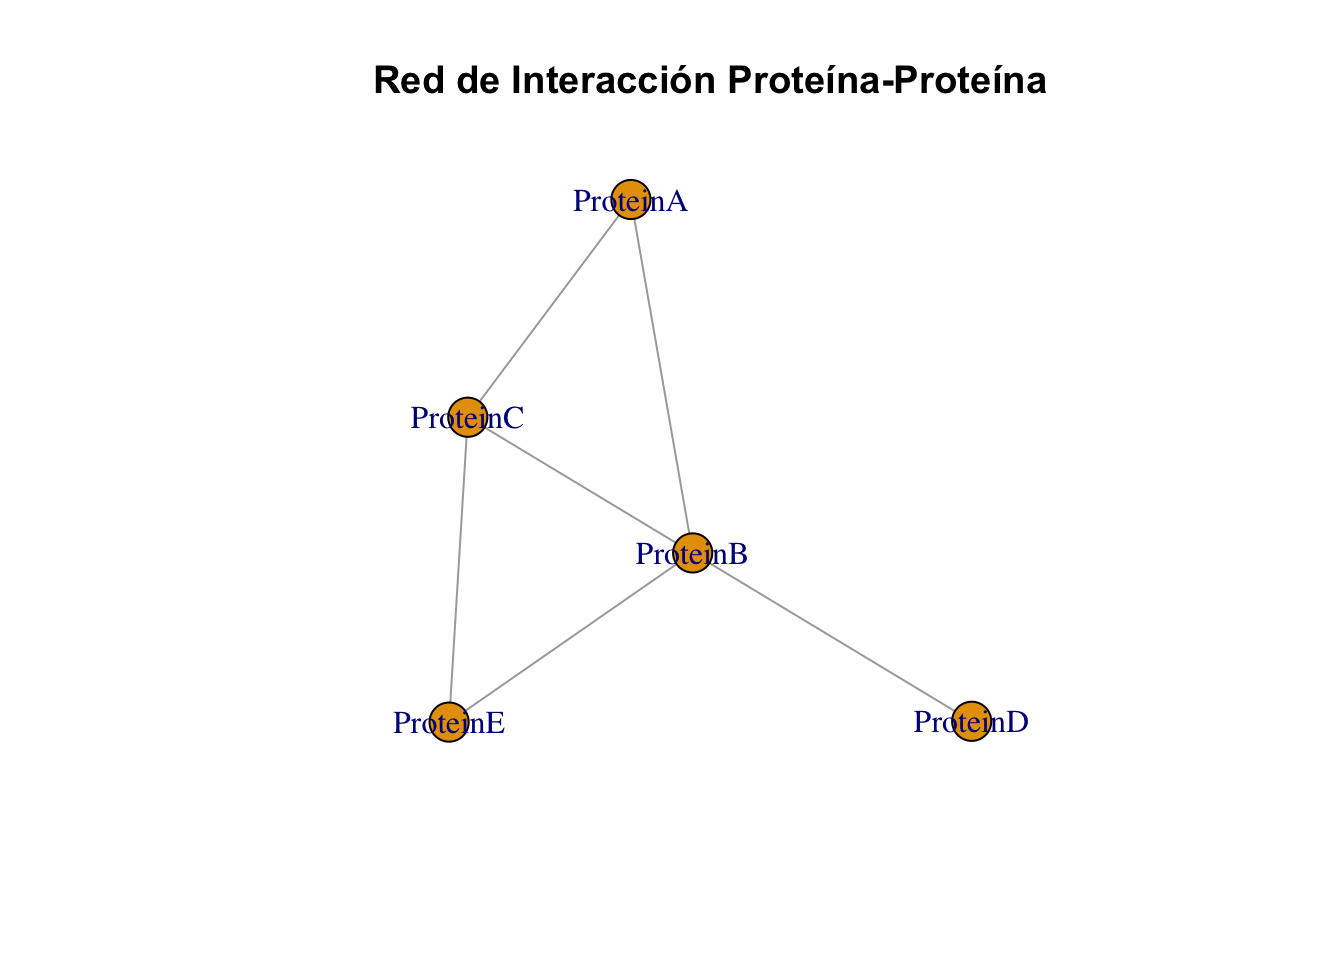 Red de Interacción Proteína-Proteína
ProteinA
ProteinC
ProteinB
ProteinE
ProteinD